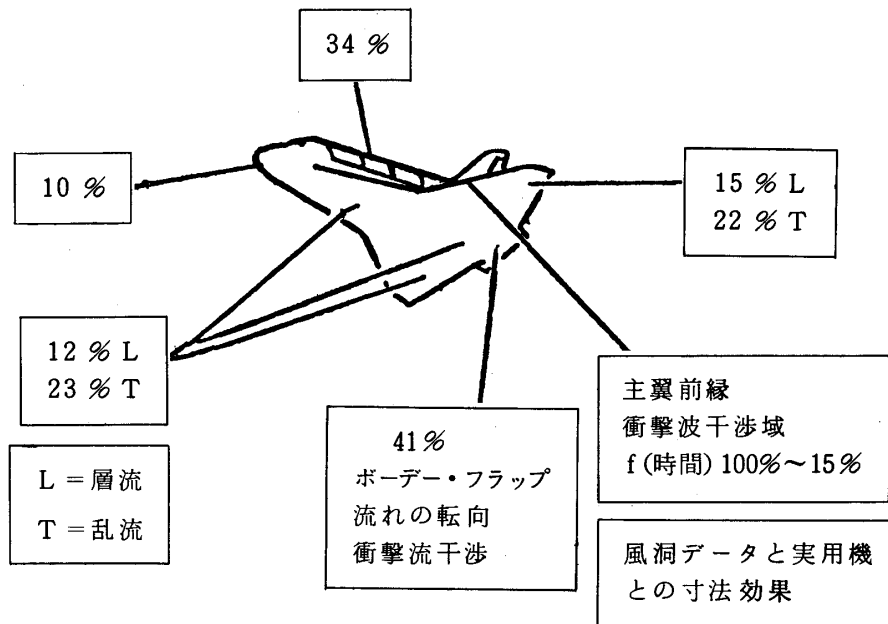 34 %
10 %
15 % L
22 % T
12 % L
23 % T
L = 層流
T = 乱流
41%
ボーデー・フラップ
流れの転向
衝撃流干渉
主翼前縁
衝撃波干渉域
f (時間) 100%～15%
風洞データと実用機
との寸法効果